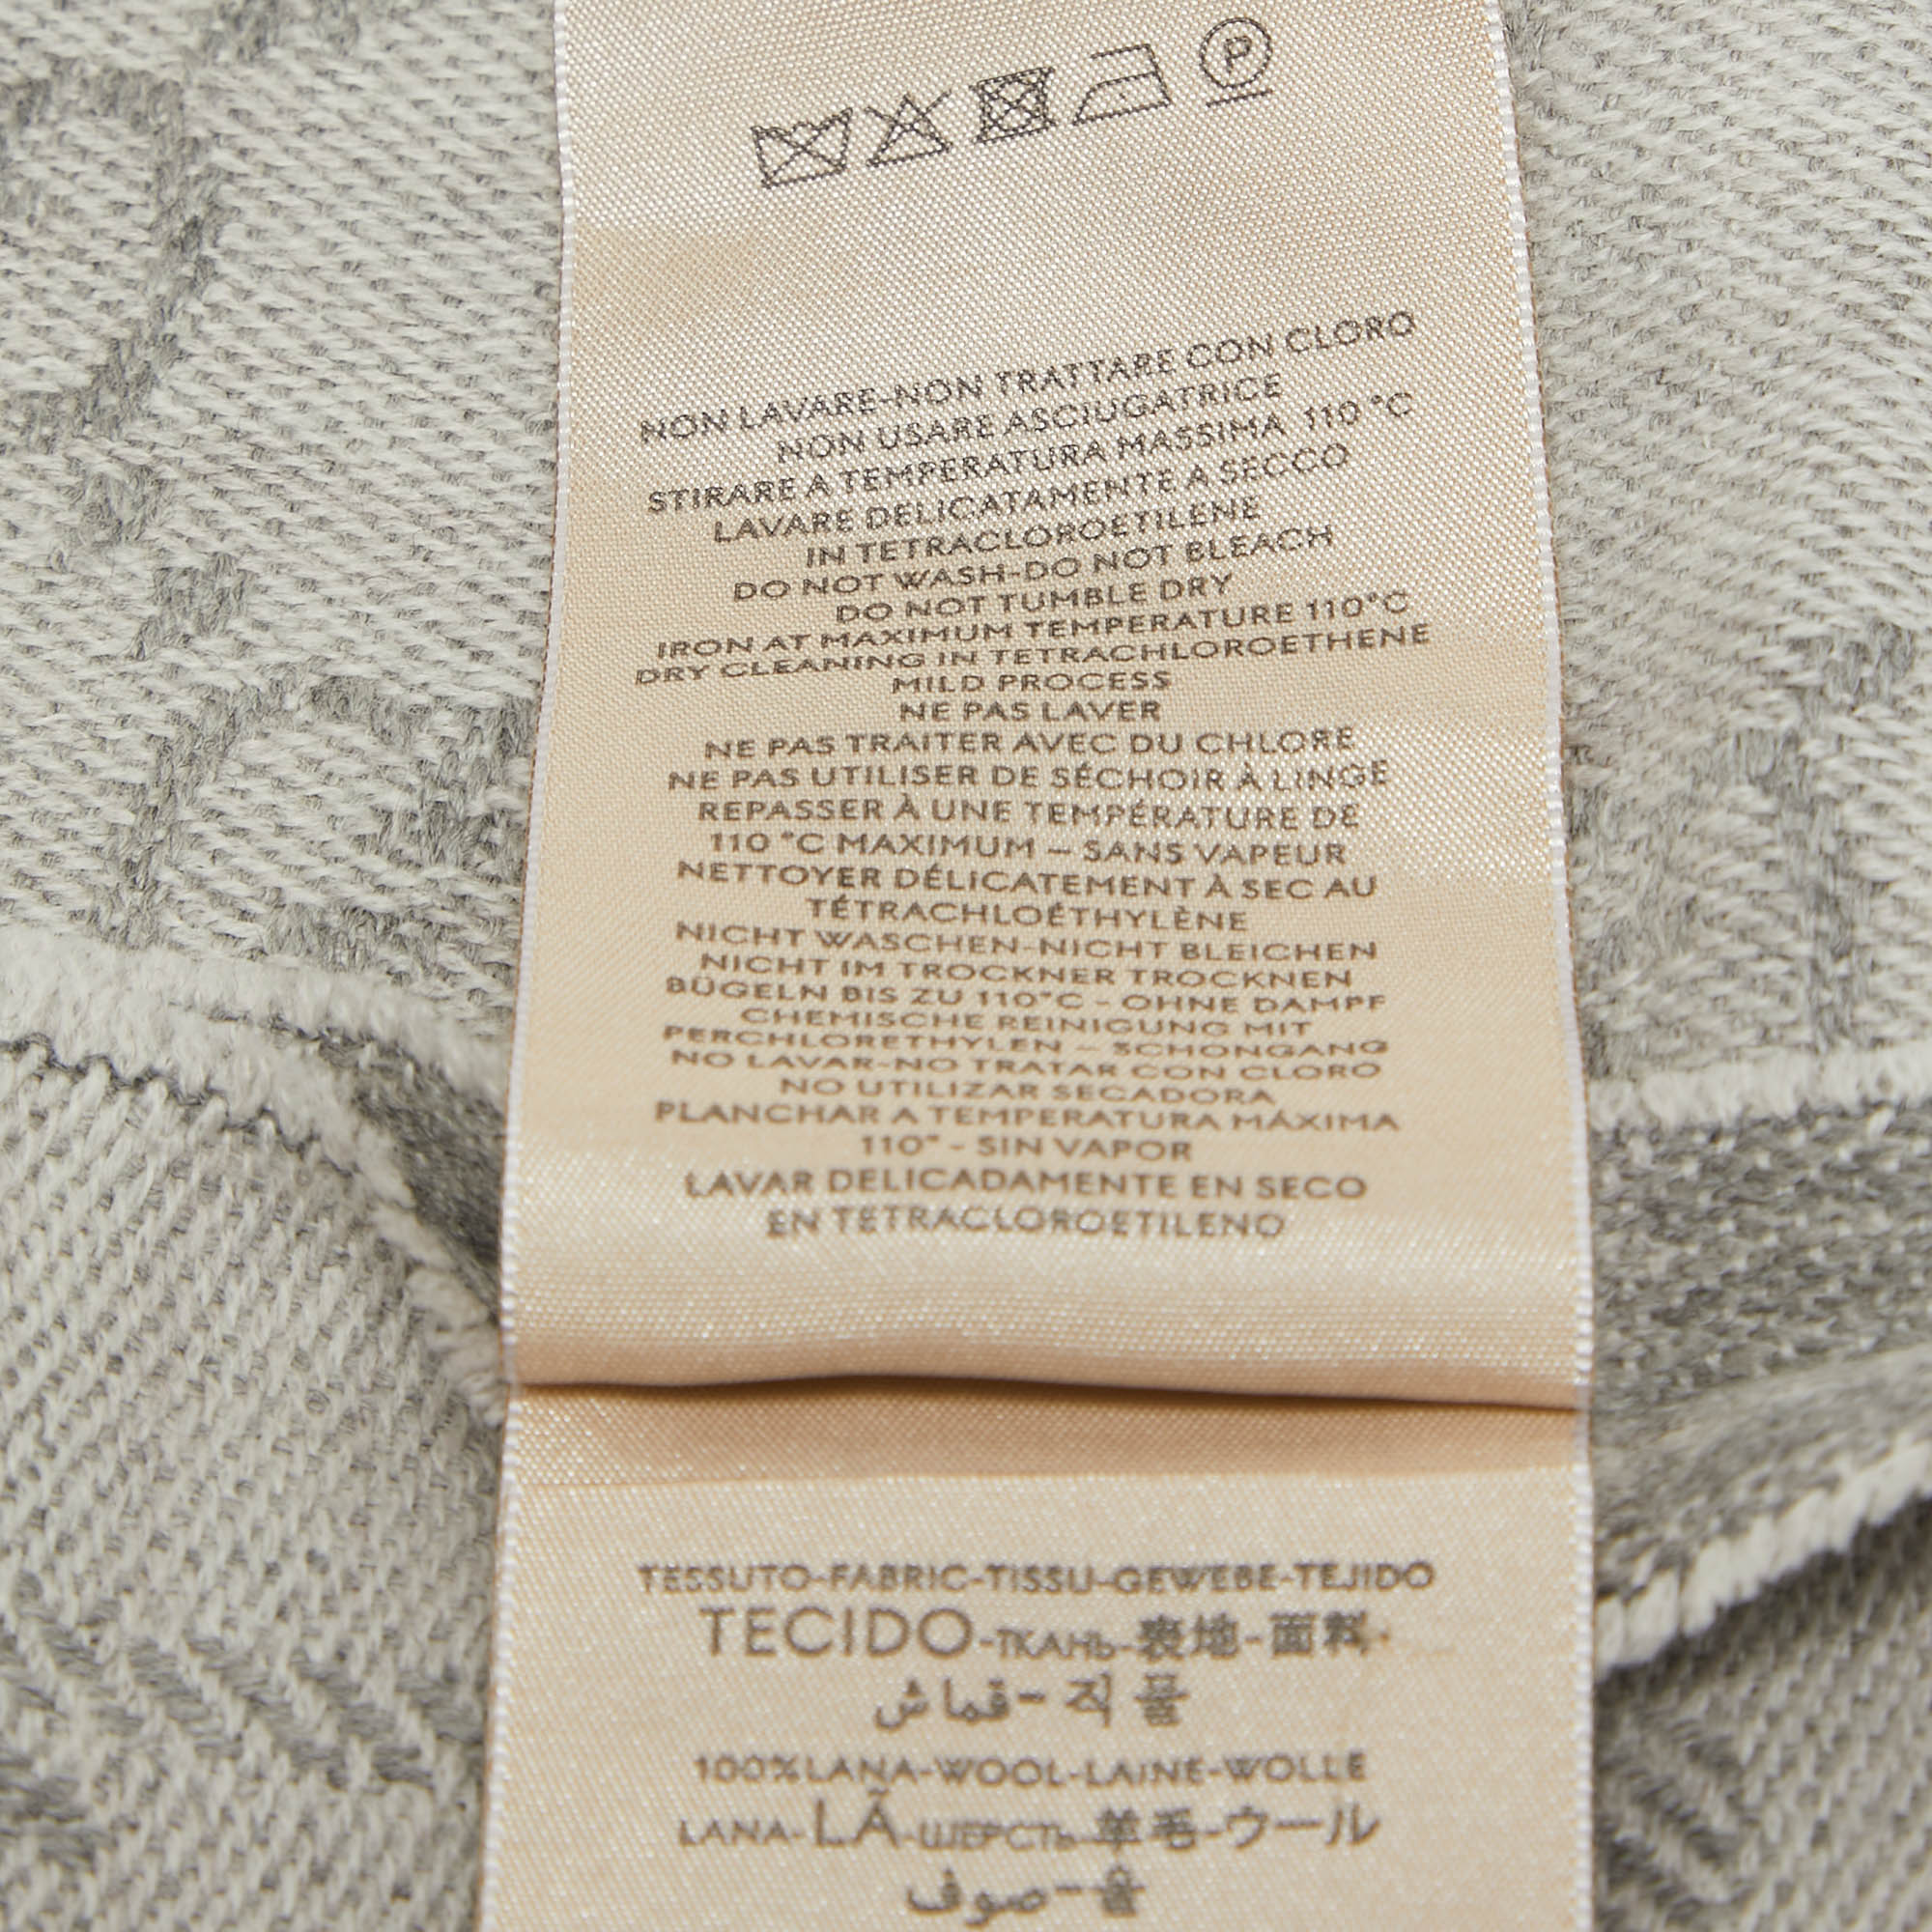 P
NON LAVARE-NON TRATTARE CON CLORO
NON USARE ASCIUGATRICE
STIRARE A TEMPERATURA MASSIMA 110 °C
LAVARE DELICATAMENTE A SECCO
IN TETRACLOROETILENE
DO NOT WASH-DO NOT BLEACH
DO NOT TUMBLE DRY
IRON AT MAXIMUM TEMPERATURE 110°C
DRY CLEANING IN TETRACHLOROETHENE
MILD PROCESS
NE PAS LAVER
NE PAS TRAITER AVEC DU CHLORE
NE PAS UTILISER DE SÉCHOIR À LINGE
REPASSER À UNE TEMPÉRATURE DE
110 °C MAXIMUM – SANS VAPEUR
NETTOYER DÉLICATEMENT À SEC AU
TÉTRACHLOÉTHYLÈNE
NICHT WASCHEN-NICHT BLEICHEN
NICHT IM TROCKNER TROCKNEN
BÜGELN BIS ZU 110°C - OHNE DAMPF
CHEMISCHE REINIGUNG MIT
PERCHLORETHYLEN – SCHONGANG
NO LAVAR-NO TRATAR CON CLORO
NO UTILIZAR SECADORA
PLANCHAR A TEMPERATURA MÁXIMA
110° - SIN VAPOR
LAVAR DELICADAMENTE EN SECO
EN TETRACLOROETILENO
TESSUTO-FABRIC-TISSU-GEWEBE-TEJIDO
TECIDO-ТКАНЬ-表地-面料-
قماش-직물
100%LANA-WOOL-LAINE-WOLLE
LANA-LÃ-ШЕРСТЬ-羊毛-ウール
صوف-울